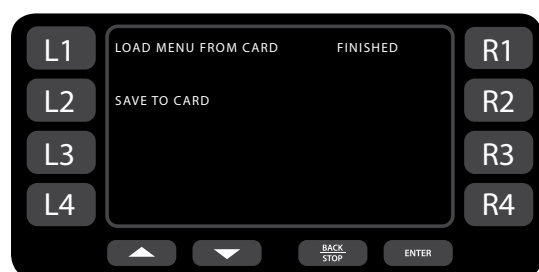 L1 LOAD MENU FROM CARD FINISHED R1
L2 SAVE TO CARD R2
L3 R3
L4 R4
BACK
STOP
ENTER